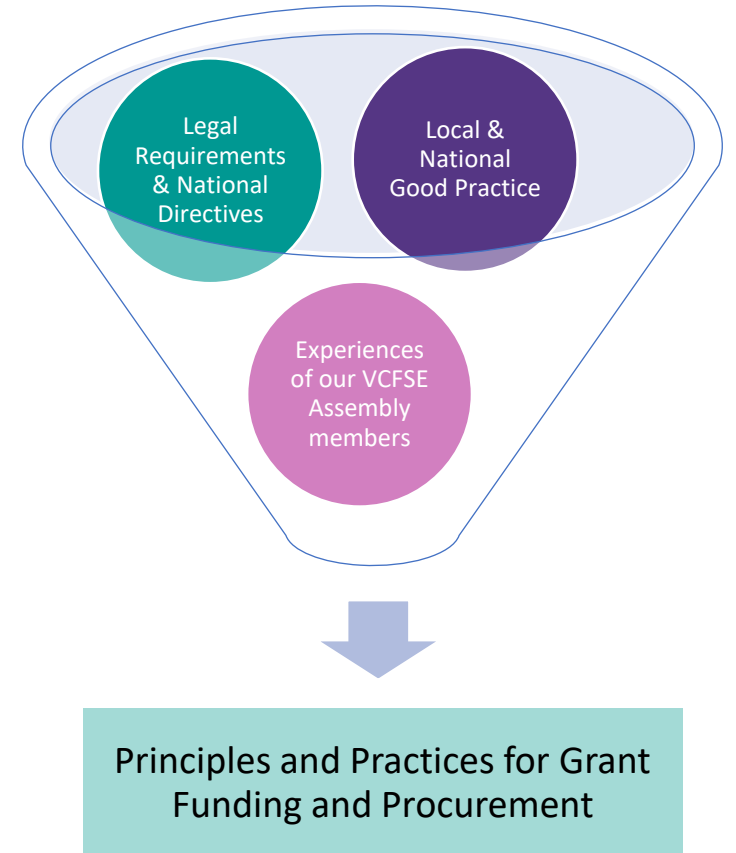 Legal
Requirements
& National
Directives
Local &
National
Good Practice
Experiences
of our VCFSE
Assembly
members
Principles and Practices for Grant
Funding and Procurement